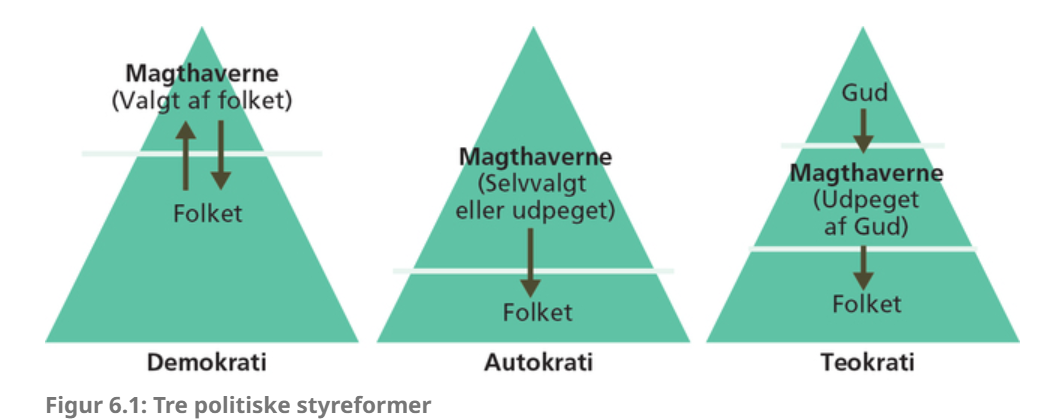 Magthaverne
(Valgt af folket)
Folket
Demokrati
Magthaverne
(Selvvalgt
eller udpeget)
Folket
Autokrati
Gud
Magthaverne
(Udpeget
af Gud)
Folket
Teokrati
Figur 6.1: Tre politiske styreformer